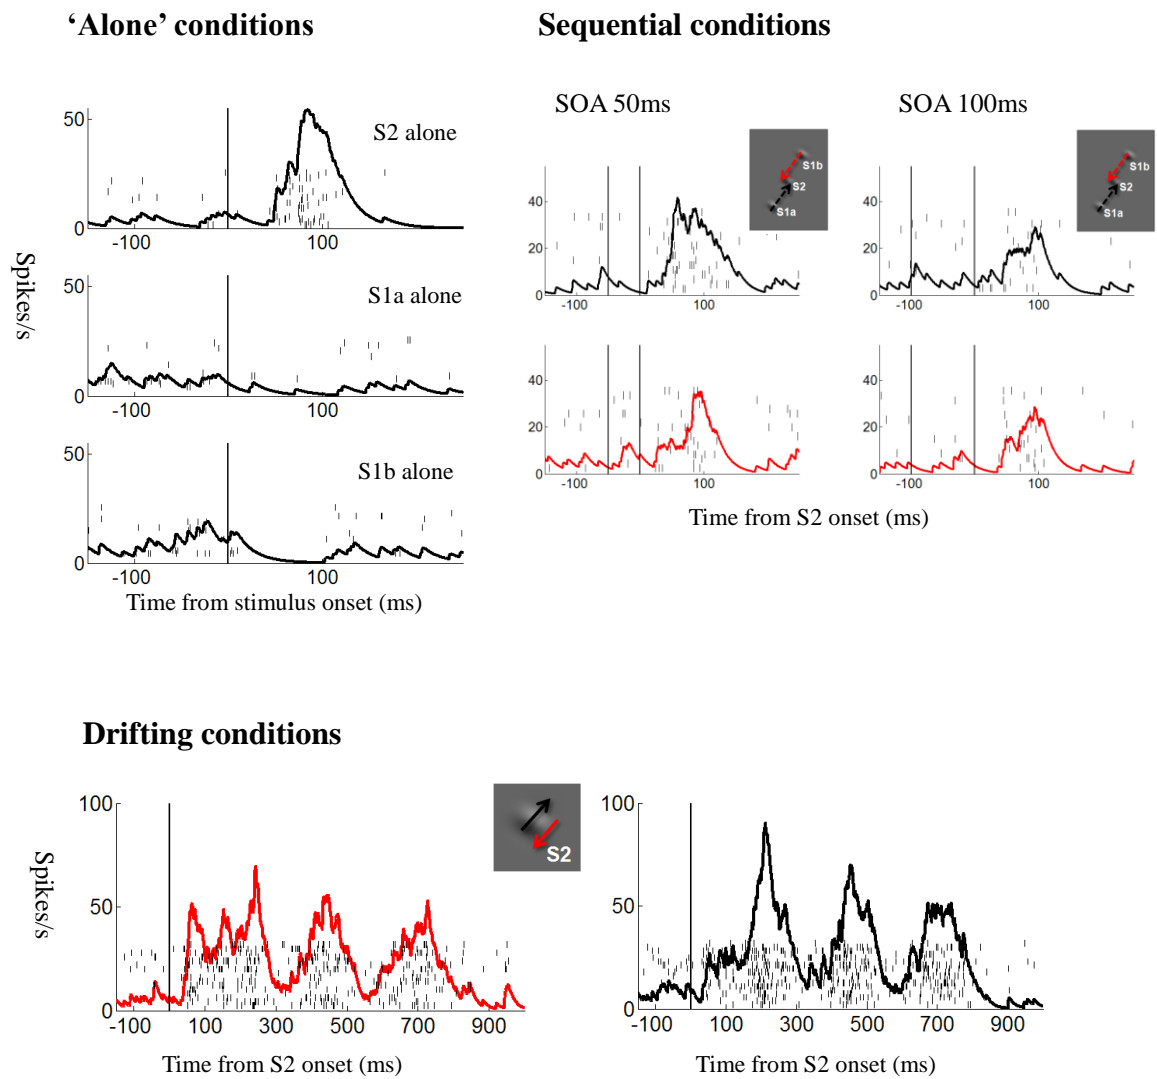 ‘Alone’ conditions
Sequential conditions
SOA 50ms
SOA 100ms
50
S2 alone
0
-100
100
50
S1a alone
0
-100
100
50
S1b alone
0
-100
100
Spikes/s
Time from stimulus onset (ms)
S1b
S2
S1a
40
20
0
-100
100
S1b
S2
S1a
40
20
0
-100
100
40
20
0
-100
100
40
20
0
-100
100
Time from S2 onset (ms)
Drifting conditions
Spikes/s
100
50
0
-100
100
300
500
700
900
Time from S2 onset (ms)
S2
100
50
0
-100
100
300
500
700
900
Time from S2 onset (ms)